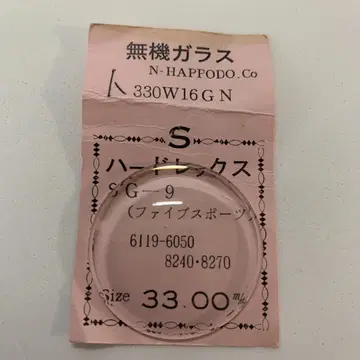 無機ガラス
N-HAPFODO.Co
330W16GN
S
ハードレックス
SG-9
(ファイブスポーツ)
6119-6050
8240・8270
Size 33.00 m/m